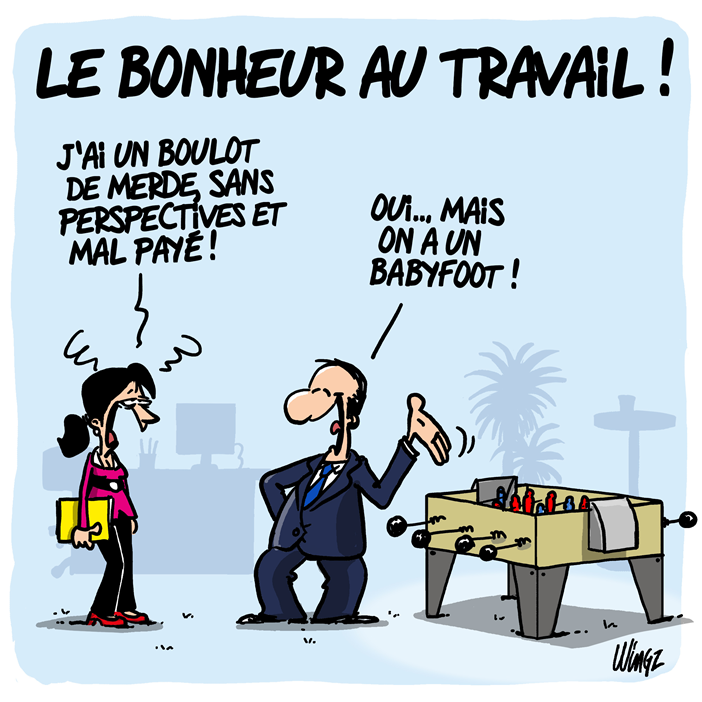 LE BONHEUR AU TRAVAiL !
J'Ai UN BOULOT
DE MERDE, SANS
PERSPECTiVES ET
MAL PAYÉ !
OUi... MAiS
ON A UN
BABYFOOT !
WiNGZ